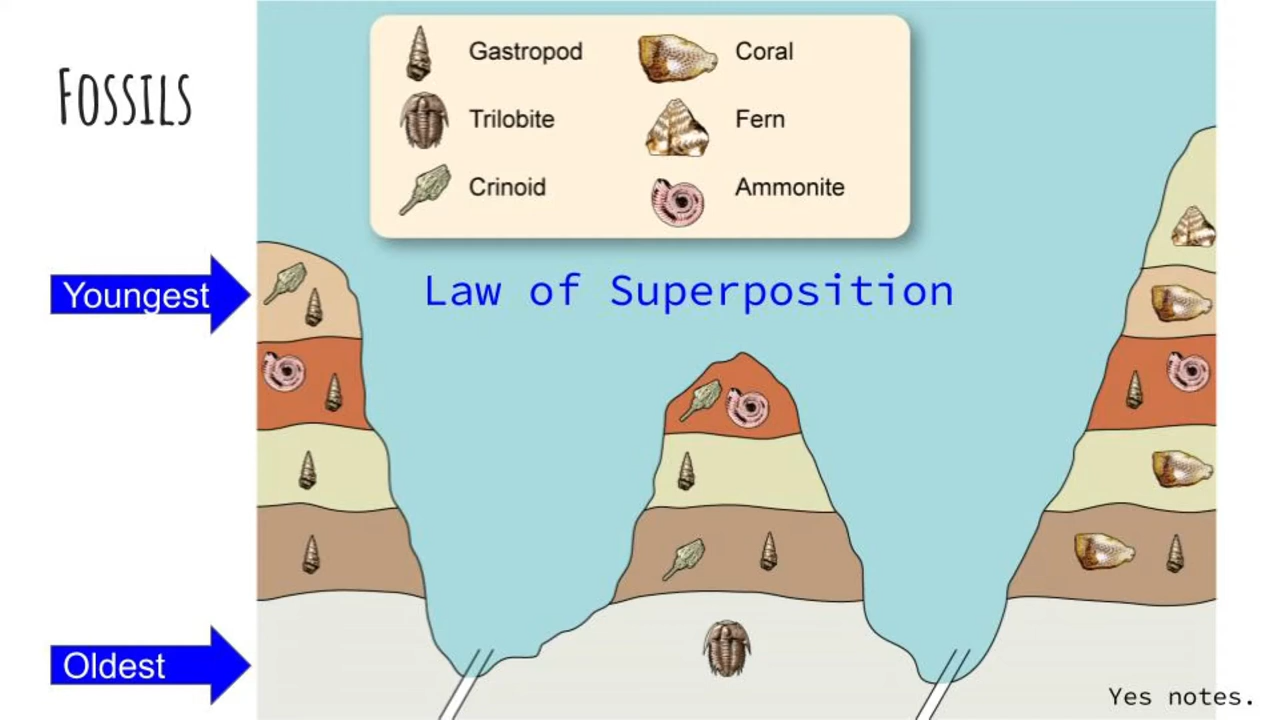 Fossils
Gastropod
Coral
Trilobite
Fern
Crinoid
Ammonite
Youngest
Law of Superposition
Oldest
Yes notes.